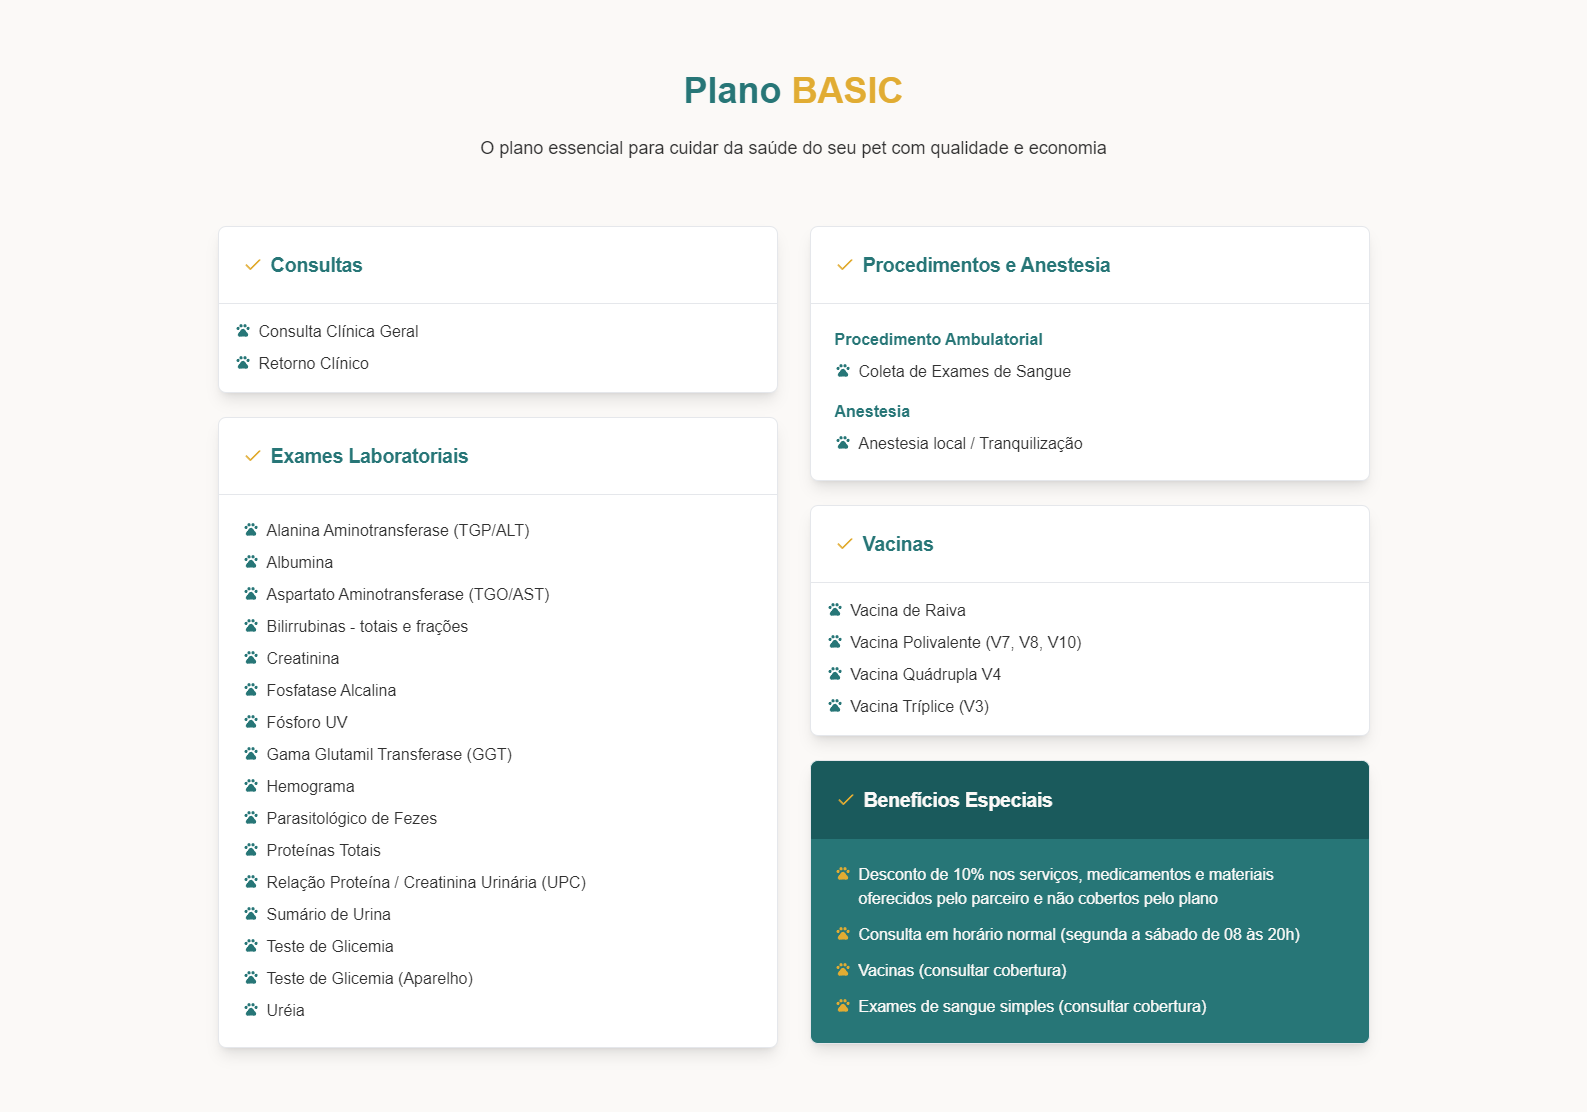 Plano BASIC
O plano essencial para cuidar da saúde do seu pet com qualidade e economia
Consultas
Consulta Clínica Geral
Retorno Clínico
Exames Laboratoriais
Alanina Aminotransferase (TGP/ALT)
Albumina
Aspartato Aminotransferase (TGO/AST)
Bilirrubinas - totais e frações
Creatinina
Fosfatase Alcalina
Fósforo UV
Gama Glutamil Transferase (GGT)
Hemograma
Parasitológico de Fezes
Proteínas Totais
Relação Proteína / Creatinina Urinária (UPC)
Sumário de Urina
Teste de Glicemia
Teste de Glicemia (Aparelho)
Uréia
Procedimentos e Anestesia
Procedimento Ambulatorial
Coleta de Exames de Sangue
Anestesia
Anestesia local / Tranquilização
Vacinas
Vacina de Raiva
Vacina Polivalente (V7, V8, V10)
Vacina Quádrupla V4
Vacina Tríplice (V3)
Benefícios Especiais
Desconto de 10% nos serviços, medicamentos e materiais
oferecidos pelo parceiro e não cobertos pelo plano
Consulta em horário normal (segunda a sábado de 08 às 20h)
Vacinas (consultar cobertura)
Exames de sangue simples (consultar cobertura)